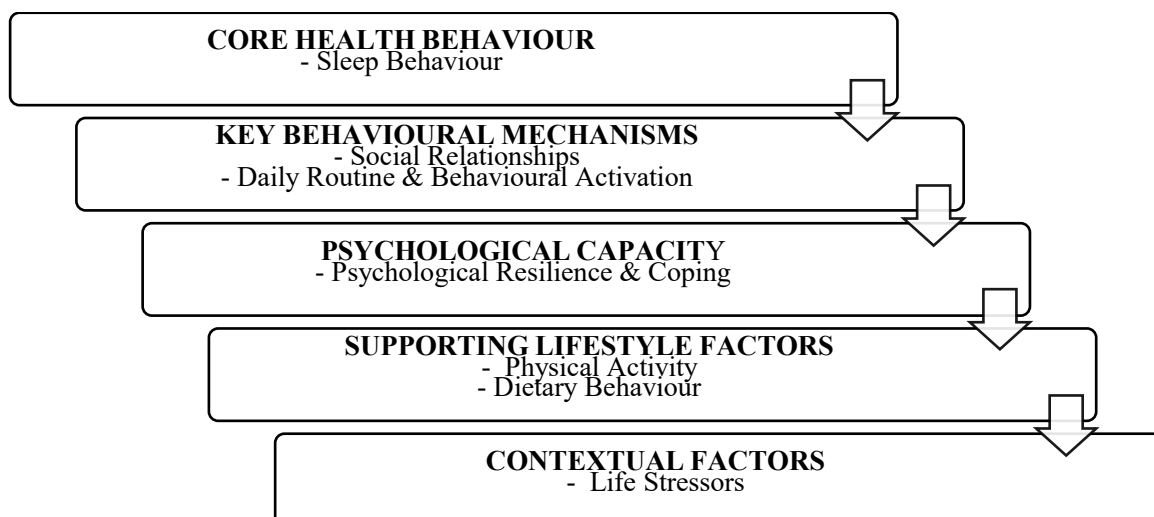 CORE HEALTH BEHAVIOUR
- Sleep Behaviour
KEY BEHAVIOURAL MECHANISMS
- Social Relationships
- Daily Routine & Behavioural Activation
PSYCHOLOGICAL CAPACITY
- Psychological Resilience & Coping
SUPPORTING LIFESTYLE FACTORS
- Physical Activity
- Dietary Behaviour
CONTEXTUAL FACTORS
- Life Stressors